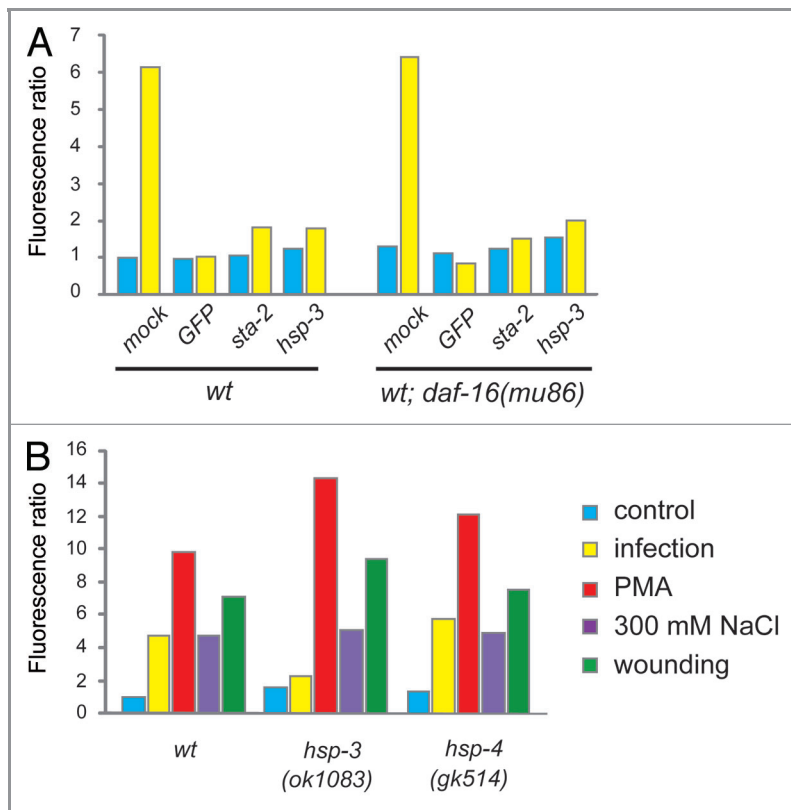 A
Fluorescence ratio
7
6
5
4
3
2
1
0
mock GFP sta-2 hsp-3 mock GFP sta-2 hsp-3
wt wt; daf-16(mu86)
B
Fluorescence ratio
16
14
12
10
8
6
4
2
0
wt hsp-3 hsp-4
(ok1083) (gk514)
control
infection
PMA
300 mM NaCl
wounding